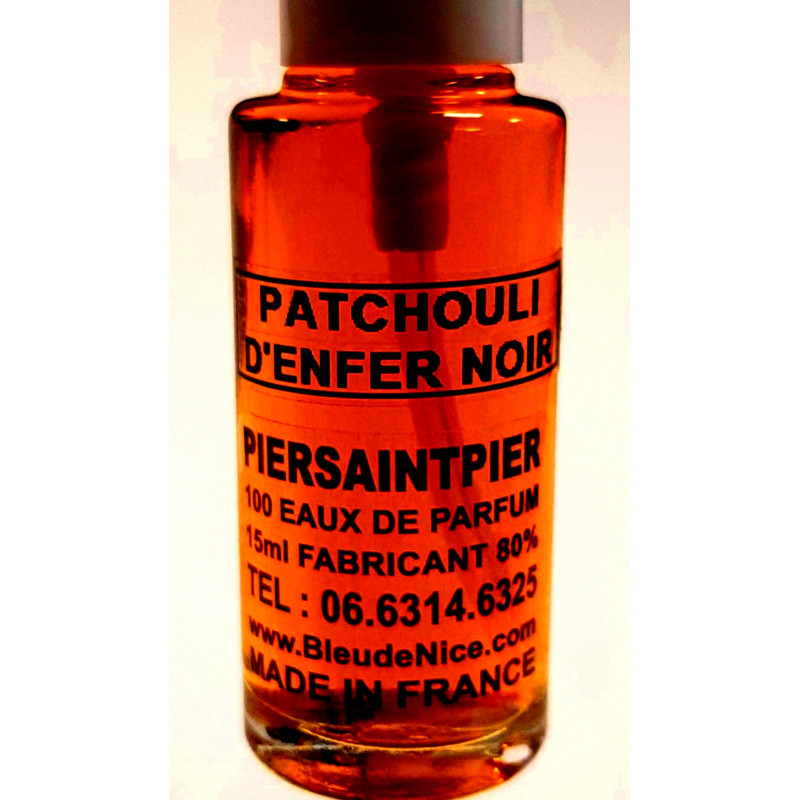 PATCHOULI
D'ENFER NOIR
PIERSAINTPIER
100 EAUX DE PARFUM
15ml FABRICANT 80%
TEL : 06.6314.6325
www.BleudeNice.com
MADE IN FRANCE